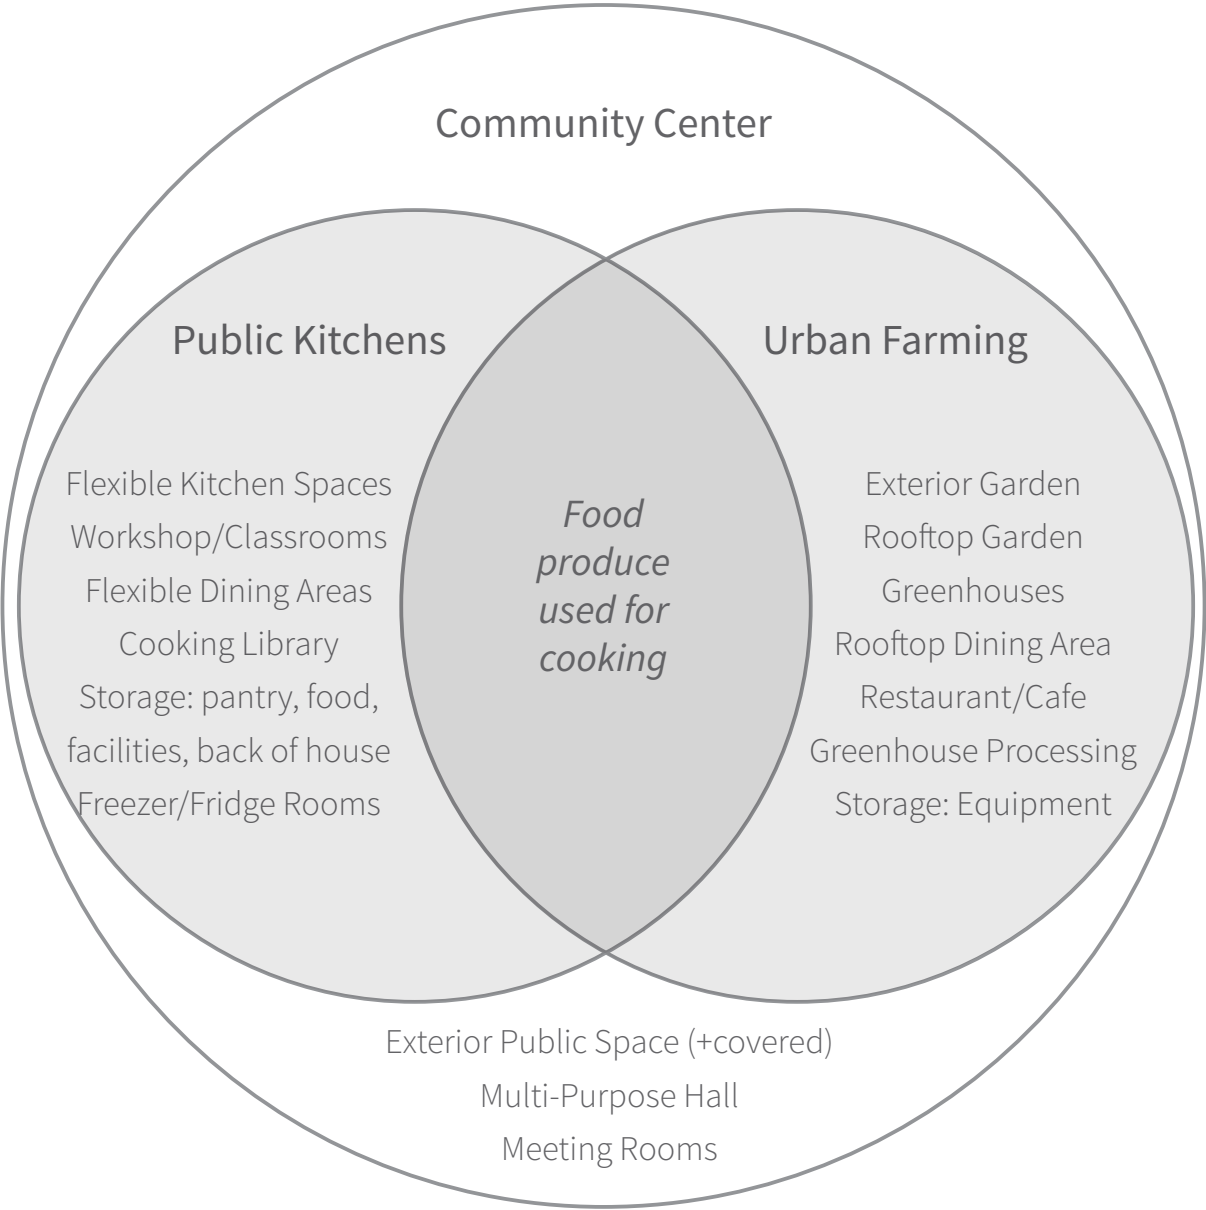 Community Center
Public Kitchens
Flexible Kitchen Spaces
Workshop/Classrooms
Flexible Dining Areas
Cooking Library
Storage: pantry, food,
facilities, back of house
Freezer/Fridge Rooms
Food
produce
used for
cooking
Urban Farming
Exterior Garden
Rooftop Garden
Greenhouses
Rooftop Dining Area
Restaurant/Cafe
Greenhouse Processing
Storage: Equipment
Exterior Public Space (+covered)
Multi-Purpose Hall
Meeting Rooms